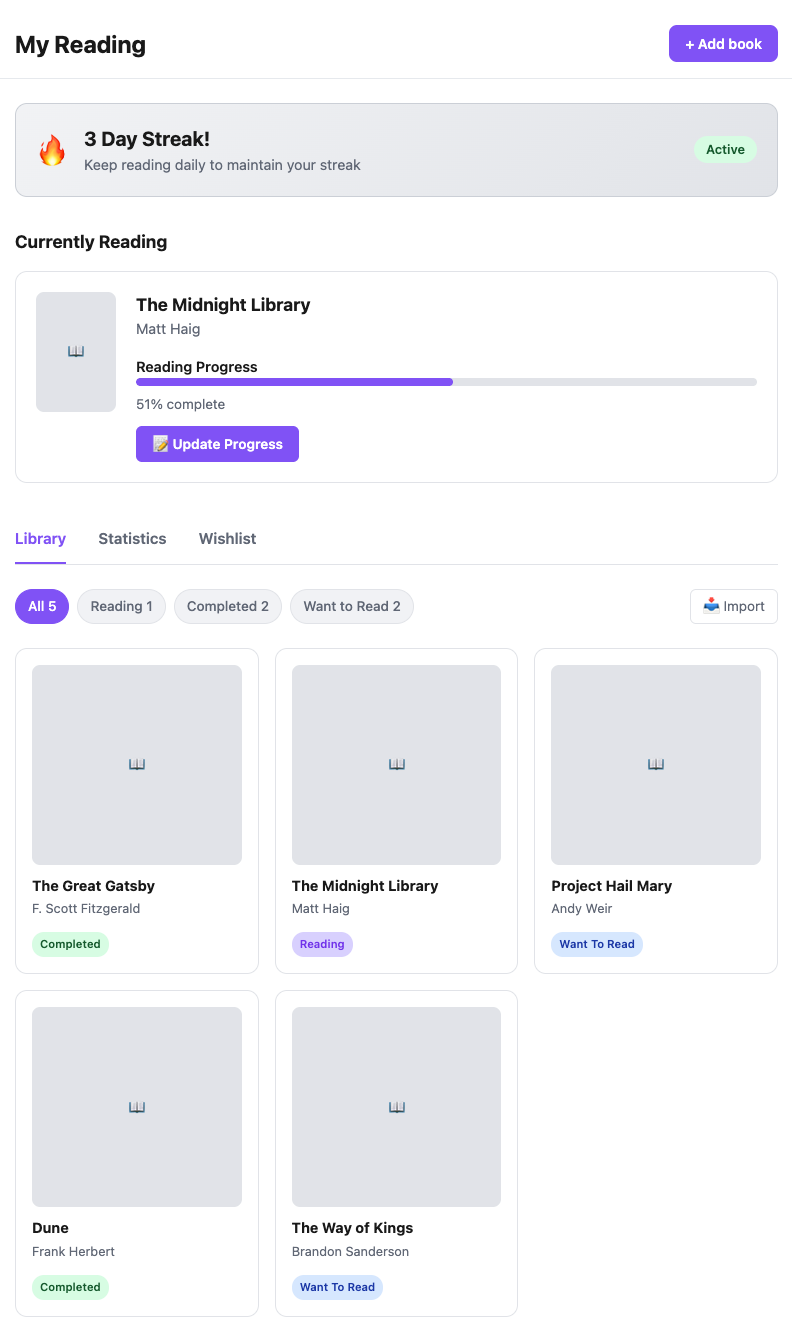 My Reading
+ Add book
3 Day Streak!
Keep reading daily to maintain your streak
Active
Currently Reading
The Midnight Library
Matt Haig
Reading Progress
51% complete
📝 Update Progress
Library Statistics Wishlist
All 5 Reading 1 Completed 2 Want to Read 2
📥 Import
The Great Gatsby
F. Scott Fitzgerald
Completed
The Midnight Library
Matt Haig
Reading
Project Hail Mary
Andy Weir
Want To Read
Dune
Frank Herbert
Completed
The Way of Kings
Brandon Sanderson
Want To Read